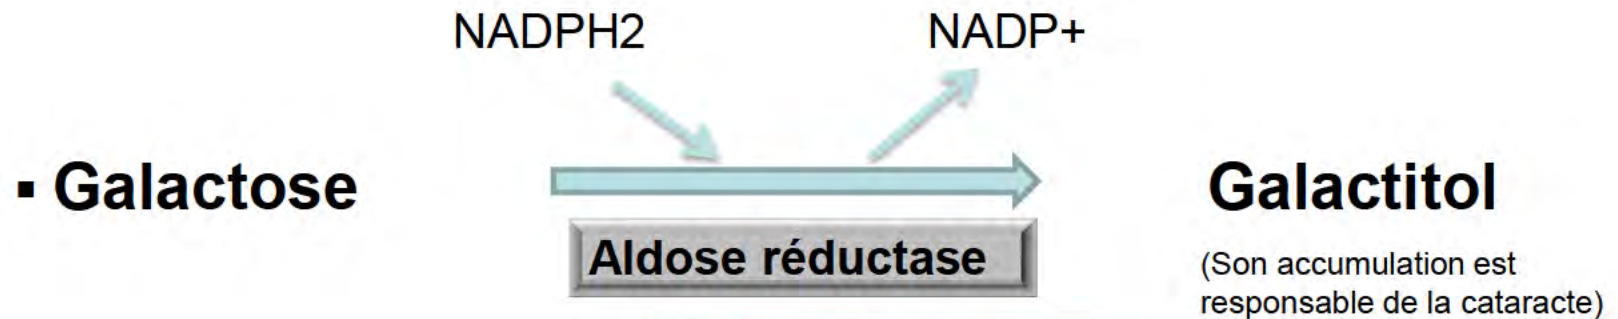 NADPH2 NADP+
▪ Galactose Galactitol
Aldose réductase
(Son accumulation est
responsable de la cataracte)